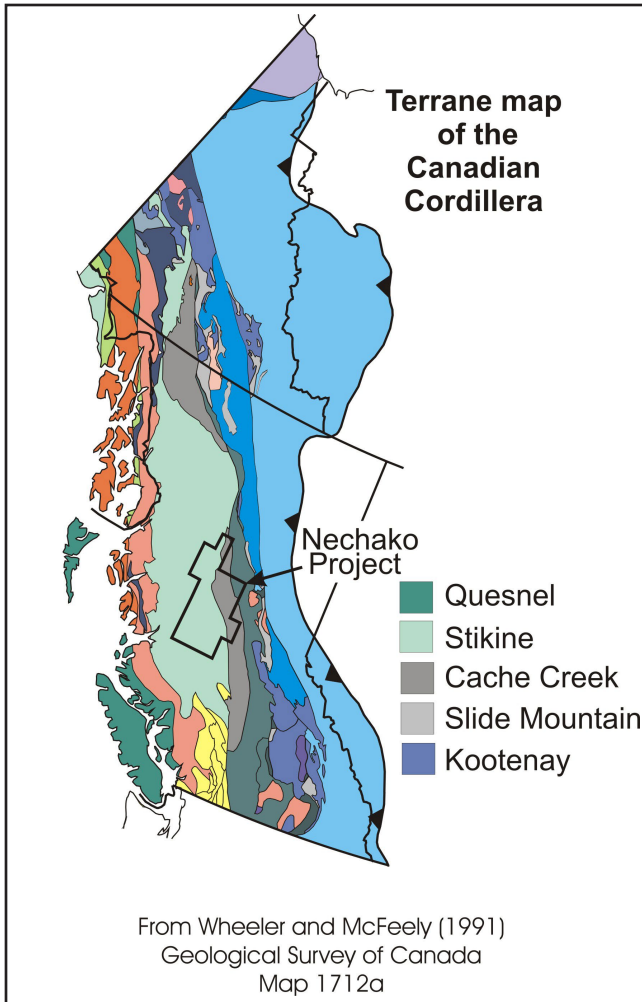 Terrane map
of the
Canadian
Cordillera
Nechako
Project
Quesnel
Stikine
Cache Creek
Slide Mountain
Kootenay
From Wheeler and McFeely (1991)
Geological Survey of Canada
Map 1712a